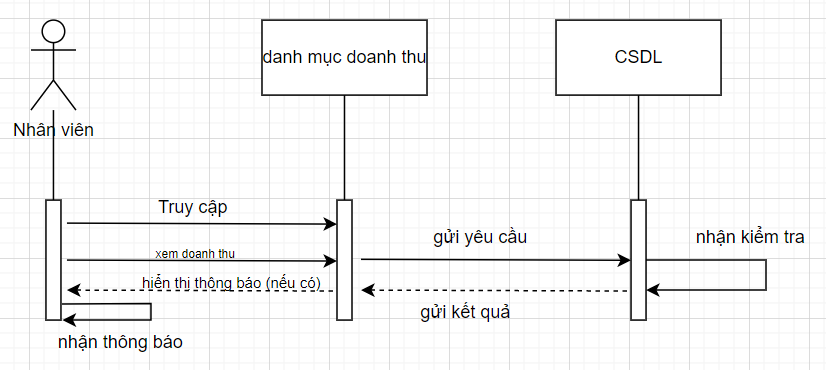 danh mục doanh thu
CSDL
Nhân viên
Truy cập
gửi yêu cầu
nhận kiểm tra
xem doanh thu
hiển thị thông báo (nếu có)
gửi kết quả
nhận thông báo